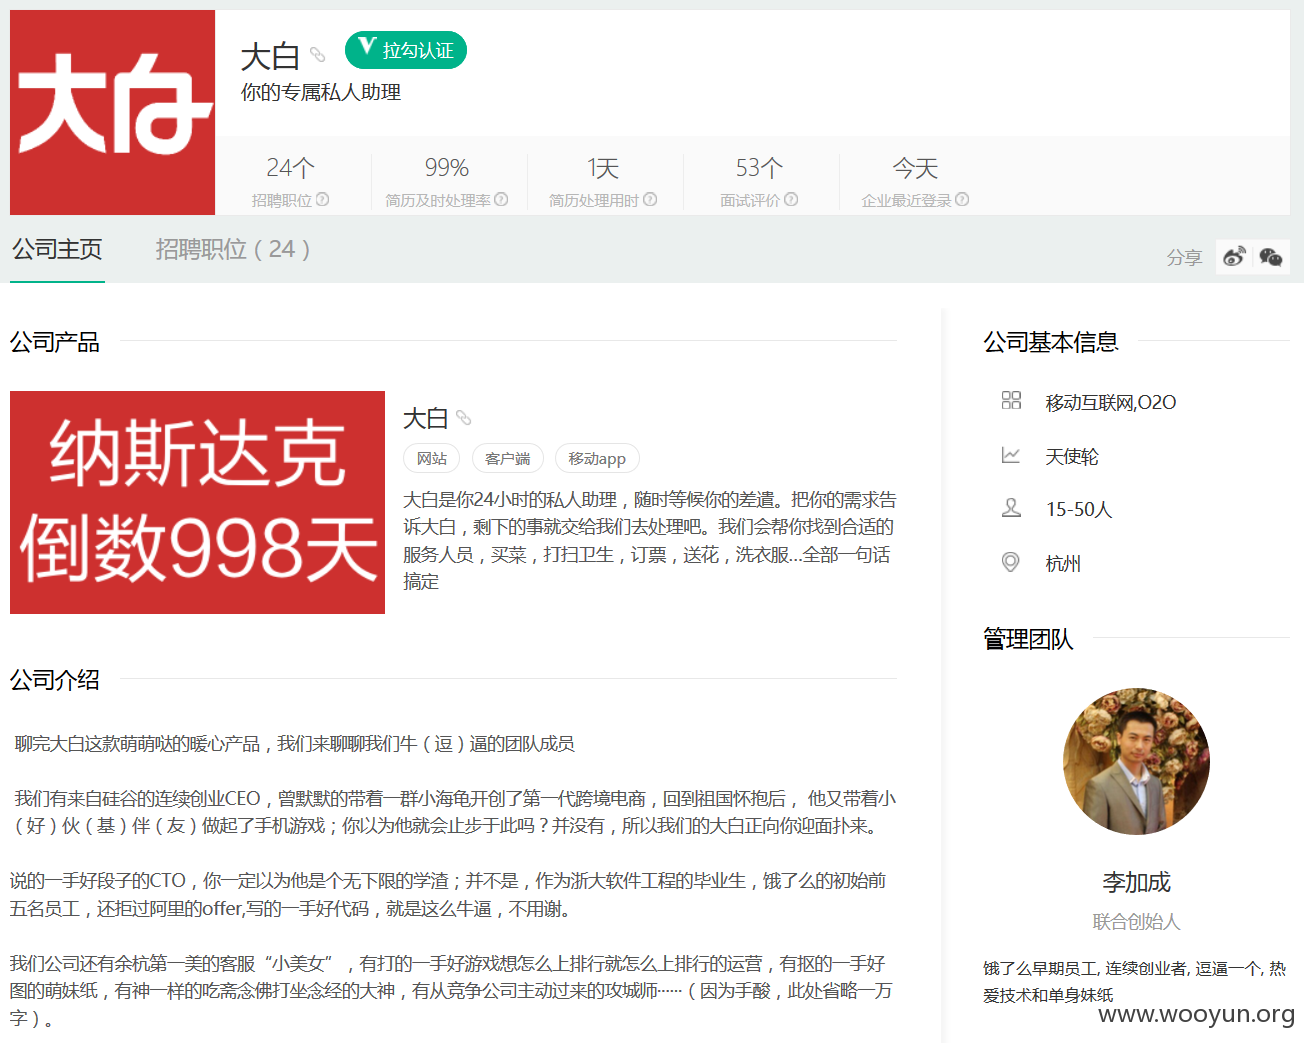 大白
大白
拉勾认证
你的专属私人助理
24个
99%
1天
53个
今天
招聘职位
简历及时处理率
简历处理用时
面试评价
企业最近登录
公司主页
招聘职位（24）
分享
公司产品
纳斯达克
倒数998天
大白
网站
客户端
移动app
大白是你24小时的私人助理，随时等候你的差遣。把你的需求告
诉大白，剩下的事就交给我们去处理吧。我们会帮你找到合适的
服务人员，买菜，打扫卫生，订票，送花，洗衣服...全部一句话
搞定
公司介绍
聊完大白这款萌萌哒的暖心产品，我们来聊聊我们牛（逗）逼的团队成员
我们有来自硅谷的连续创业CEO，曾默默的带着一群小海龟开创了第一代跨境电商，回到祖国怀抱后， 他又带着小
（好）伙（基）伴（友）做起了手机游戏；你以为他就会止步于此吗？并没有，所以我们的大白正向你迎面扑来。
说的一手好段子的CTO，你一定以为他是个无下限的学渣；并不是，作为浙大软件工程的毕业生，饿了么的初始前
五名员工，还拒过阿里的offer,写的一手好代码，就是这么牛逼，不用谢。
我们公司还有余杭第一美的客服“小美女”，有打的一手好游戏想怎么上排行就怎么上排行的运营，有抠的一手好
图的萌妹纸，有神一样的吃斋念佛打坐念经的大神，有从竞争公司主动过来的攻城师······（因为手酸，此处省略一万
字）。
公司基本信息
移动互联网,O2O
天使轮
15-50人
杭州
管理团队
李加成
联合创始人
饿了么早期员工, 连续创业者, 逗逼一个, 热
爱技术和单身妹纸
www.wooyun.org